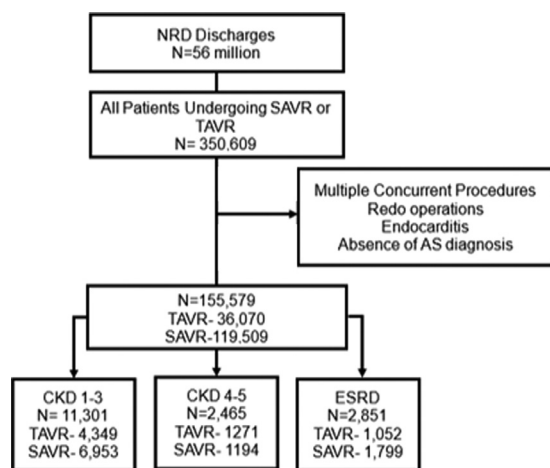 NRD Discharges
N=56 million
All Patients Undergoing SAVR or
TAVR
N= 350,609
Multiple Concurrent Procedures
Redo operations
Endocarditis
Absence of AS diagnosis
N=155,579
TAVR- 36,070
SAVR-119,509
CKD 1-3
N= 11,301
TAVR- 4,349
SAVR- 6,953
CKD 4-5
N=2,465
TAVR- 1271
SAVR- 1194
ESRD
N=2,851
TAVR- 1,052
SAVR- 1,799